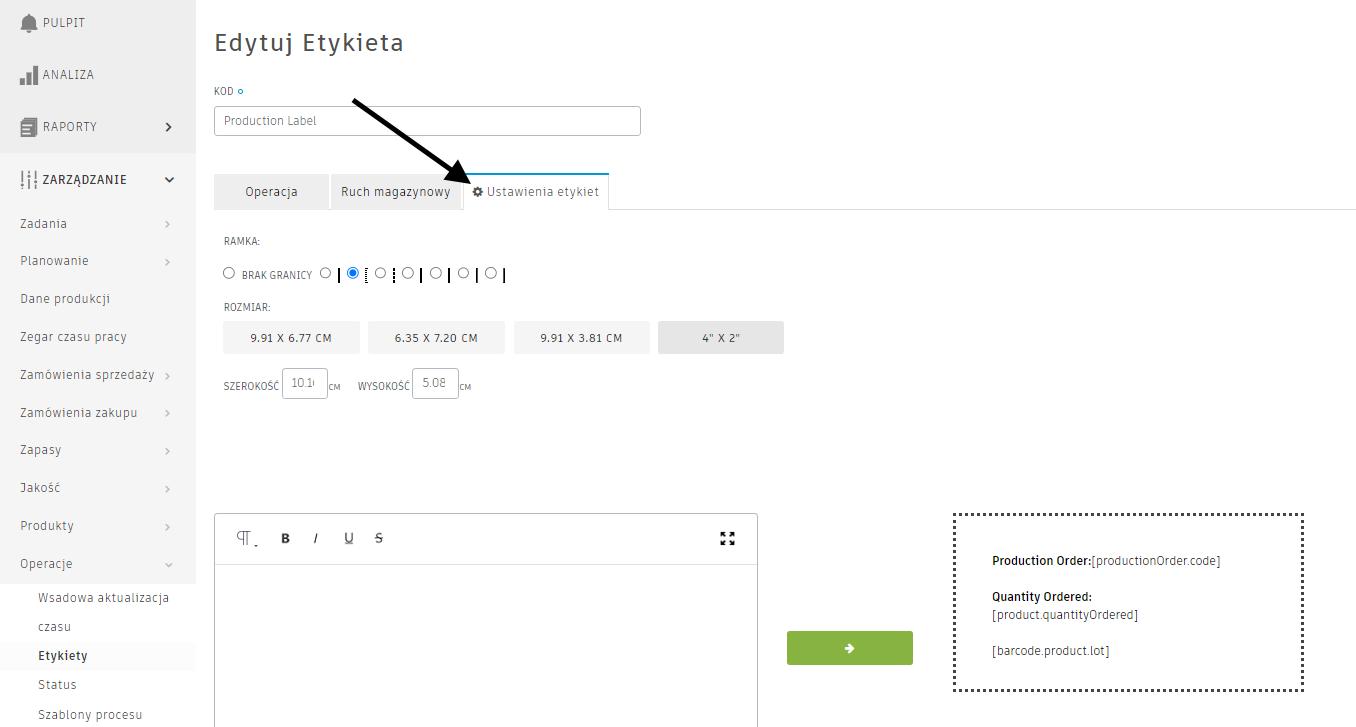 PULPIT
ANALIZA
RAPORTY
ZARZĄDZANIE
Zadania
Planowanie
Dane produkcji
Zegar czasu pracy
Zamówienia sprzedaży
Zamówienia zakupu
Zapasy
Jakość
Produkty
Operacje
Wsadowa aktualizacja
czasu
Etykiety
Status
Szablony procesu
Edytuj Etykieta
KOD
Production Label
Operacja
Ruch magazynowy
Ustawienia etykiet
RAMKA:
BRAK GRANICY
ROZMIAR:
9.91 X 6.77 CM
6.35 X 7.20 CM
9.91 X 3.81 CM
4" X 2"
SZEROKOŚĆ 10.16 CM WYSOKOŚĆ 5.08 CM
B I U S
Production Order:[productionOrder.code]
Quantity Ordered:
[product.quantityOrdered]
[barcode.product.lot]